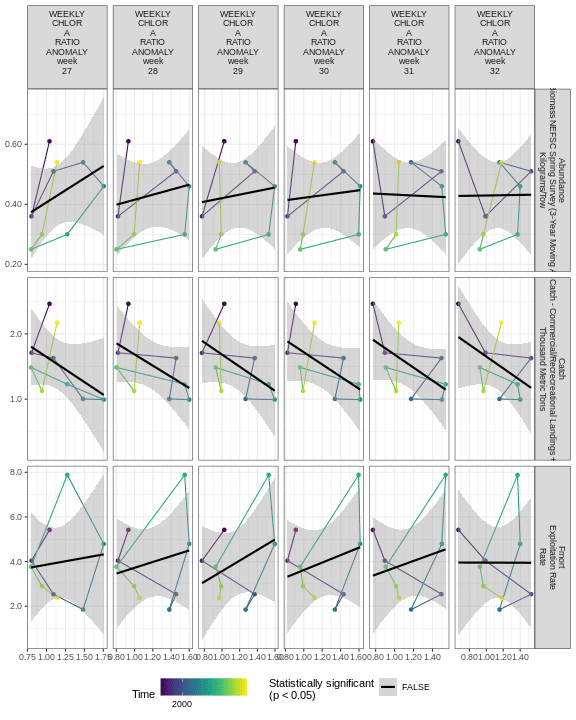 WEEKLY WEEKLY WEEKLY WEEKLY WEEKLY WEEKLY
CHLOR CHLOR CHLOR CHLOR CHLOR CHLOR
A A A A A A
RATIO RATIO RATIO RATIO RATIO RATIO
ANOMALY ANOMALY ANOMALY ANOMALY ANOMALY ANOMALY
week week week week week week
27 28 29 30 31 32
0.60
0.40
0.20
Abundance
Biomass NEFSC Spring Survey (3-Year Moving
Kilograms/Tow
2.0
1.0
Catch
Catch - Commercial/Recreational Landings +
Thousand Metric Tons
8.0
6.0
4.0
2.0
Fmort
Exploitation Rate
Rate
0.75 1.00 1.25 1.50 1.75 0.80 1.00 1.20 1.40 1.60 0.80 1.00 1.20 1.40 1.60 0.80 1.00 1.20 1.40 1.60 0.80 1.00 1.20 1.40 0.80 1.00 1.20 1.40
Time
2000
Statistically significant
(p < 0.05)
FALSE